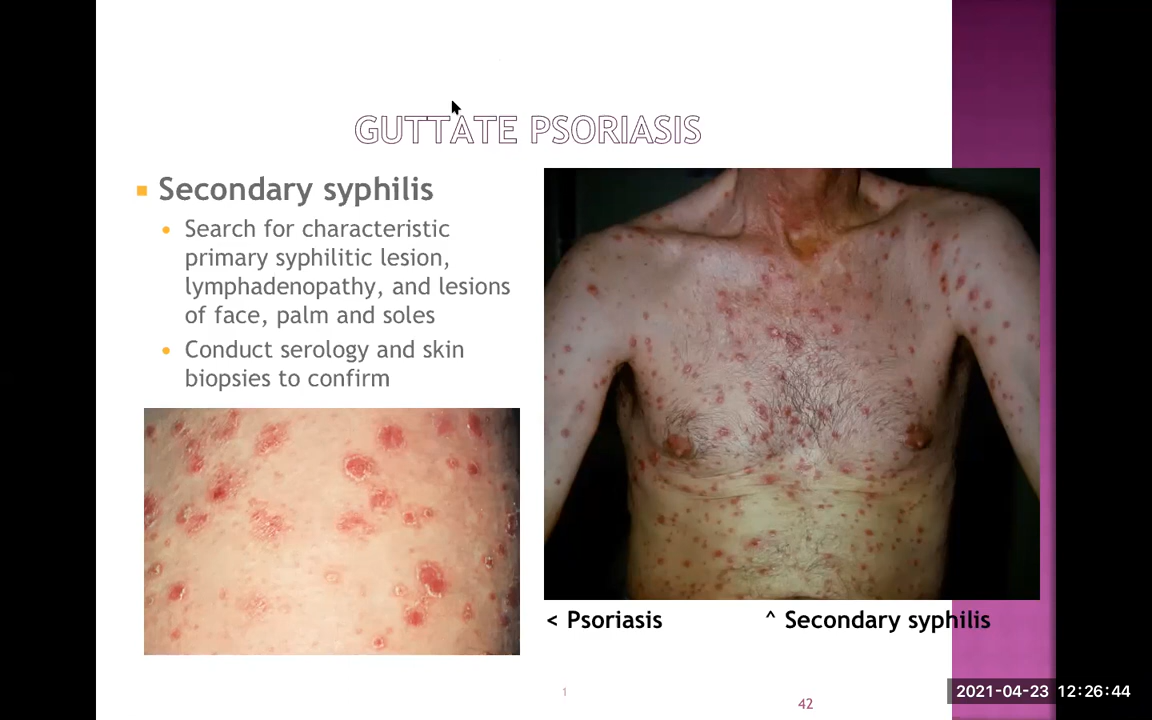 GUTTATE PSORIASIS
Secondary syphilis
Search for characteristic
primary syphilitic lesion,
lymphadenopathy, and lesions
of face, palm and soles
Conduct serology and skin
biopsies to confirm
< Psoriasis
^ Secondary syphilis
1
42
2021-04-23 12:26:44